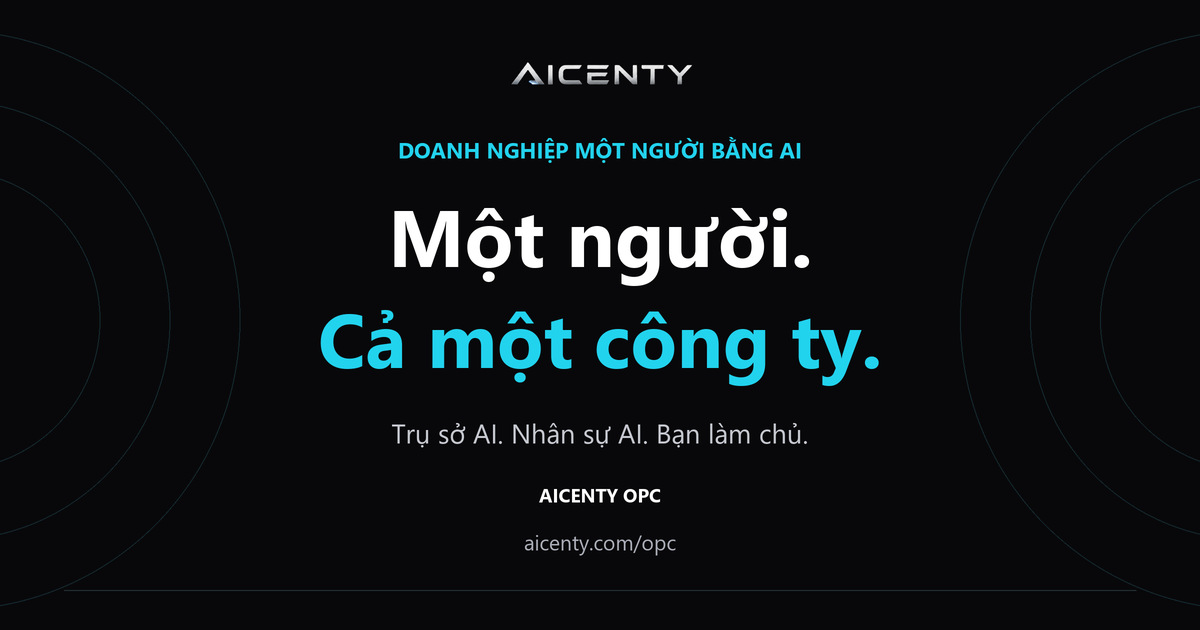 AICENTY
DOANH NGHIỆP MỘT NGƯỜI BẰNG AI
Một người.
Cả một công ty.
Trụ sở AI. Nhân sự AI. Bạn làm chủ.
AICENTY OPC
aicenty.com/opc